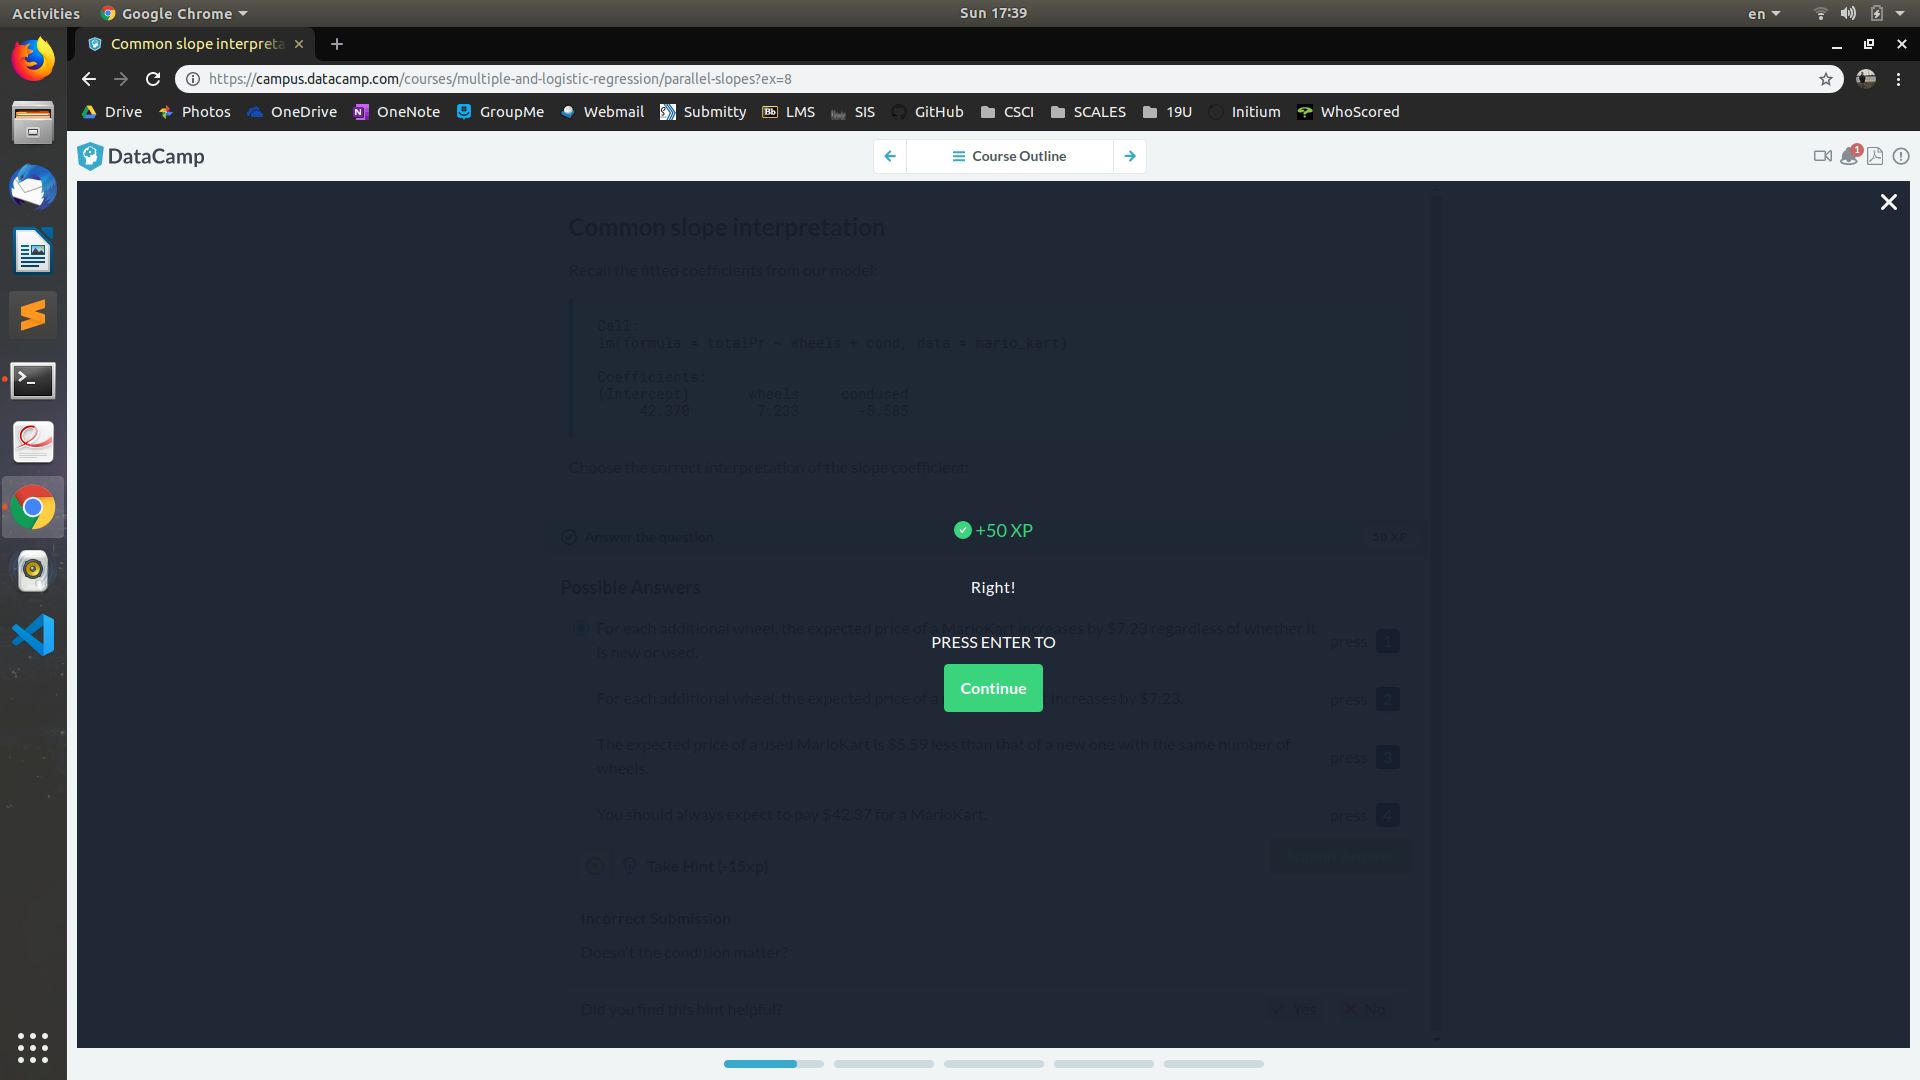 Activities
Google Chrome
Sun 17:39
en
Common slope interpreta
https://campus.datacamp.com/courses/multiple-and-logistic-regression/parallel-slopes?ex=8
Drive
Photos
OneDrive
OneNote
GroupMe
Webmail
Submitty
Bb
LMS
SIS
GitHub
CSCI
SCALES
19U
Initium
WhoScored
DataCamp
Course Outline
1
Common slope interpretation
Recall the fitted coefficients from our model:
Call:
lm(formula = totalPr ~ wheels + cond, data = mario_kart)
Coefficients:
(Intercept) wheels condused
42.370 7.233 -5.585
Choose the correct interpretation of the slope coefficient:
+50 XP
Answer the question
50 XP
Right!
Possible Answers
PRESS ENTER TO
For each additional wheel, the expected price of a MarioKart increases by $7.23 regardless of whether it
is new or used.
press 1
Continue
For each additional wheel, the expected price of a increases by $7.23.
press 2
The expected price of a used MarioKart is $5.59 less than that of a new one with the same number of
wheels.
press 3
You should always expect to pay $42.37 for a MarioKart.
press 4
Take Hint (-15xp)
Incorrect Submission
Doesn't the condition matter?
Did you find this hint helpful?
Yes
No